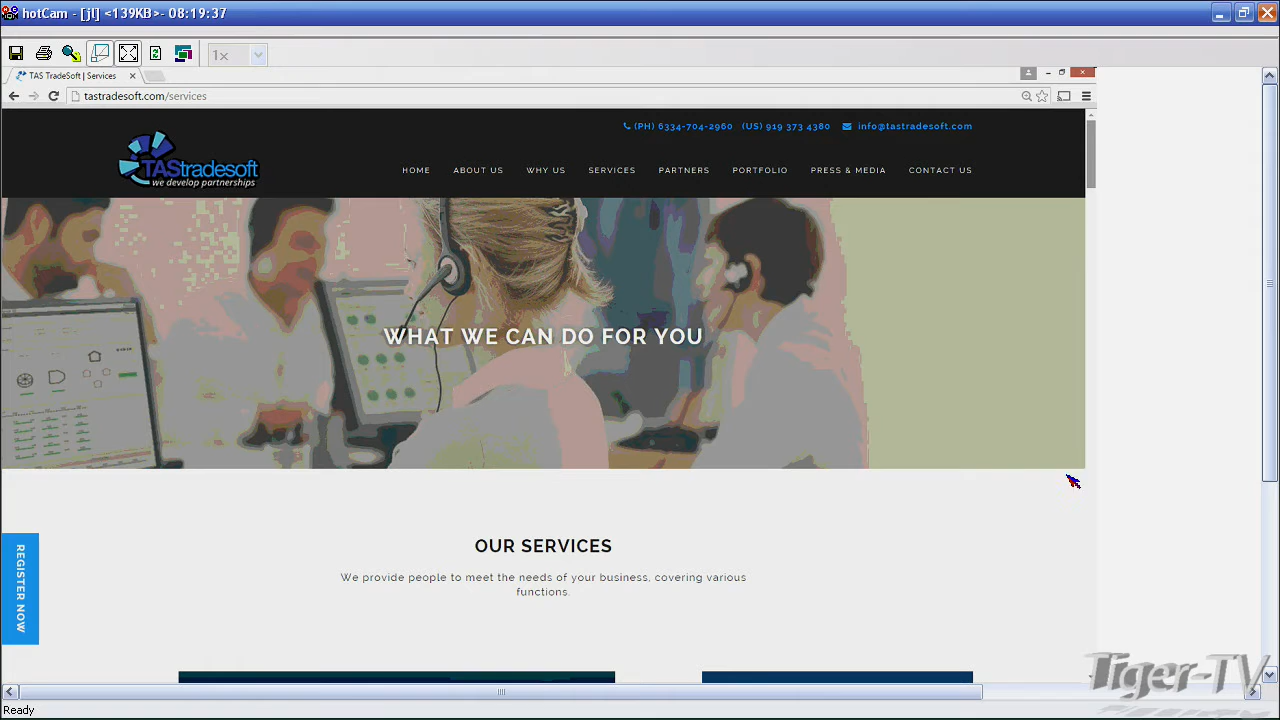 hotCam - [jl] <139KB>- 08:19:37
1x
TAS TradeSoft | Services
tastradesoft.com/services
(PH) 6334-704-2960 (US) 919 373 4380 info@tastradesoft.com
TAStradesoft
we develop partnerships
HOME ABOUT US WHY US SERVICES PARTNERS PORTFOLIO PRESS & MEDIA CONTACT US
WHAT WE CAN DO FOR YOU
OUR SERVICES
We provide people to meet the needs of your business, covering various
functions.
REGISTER NOW
Tiger-TV
Ready